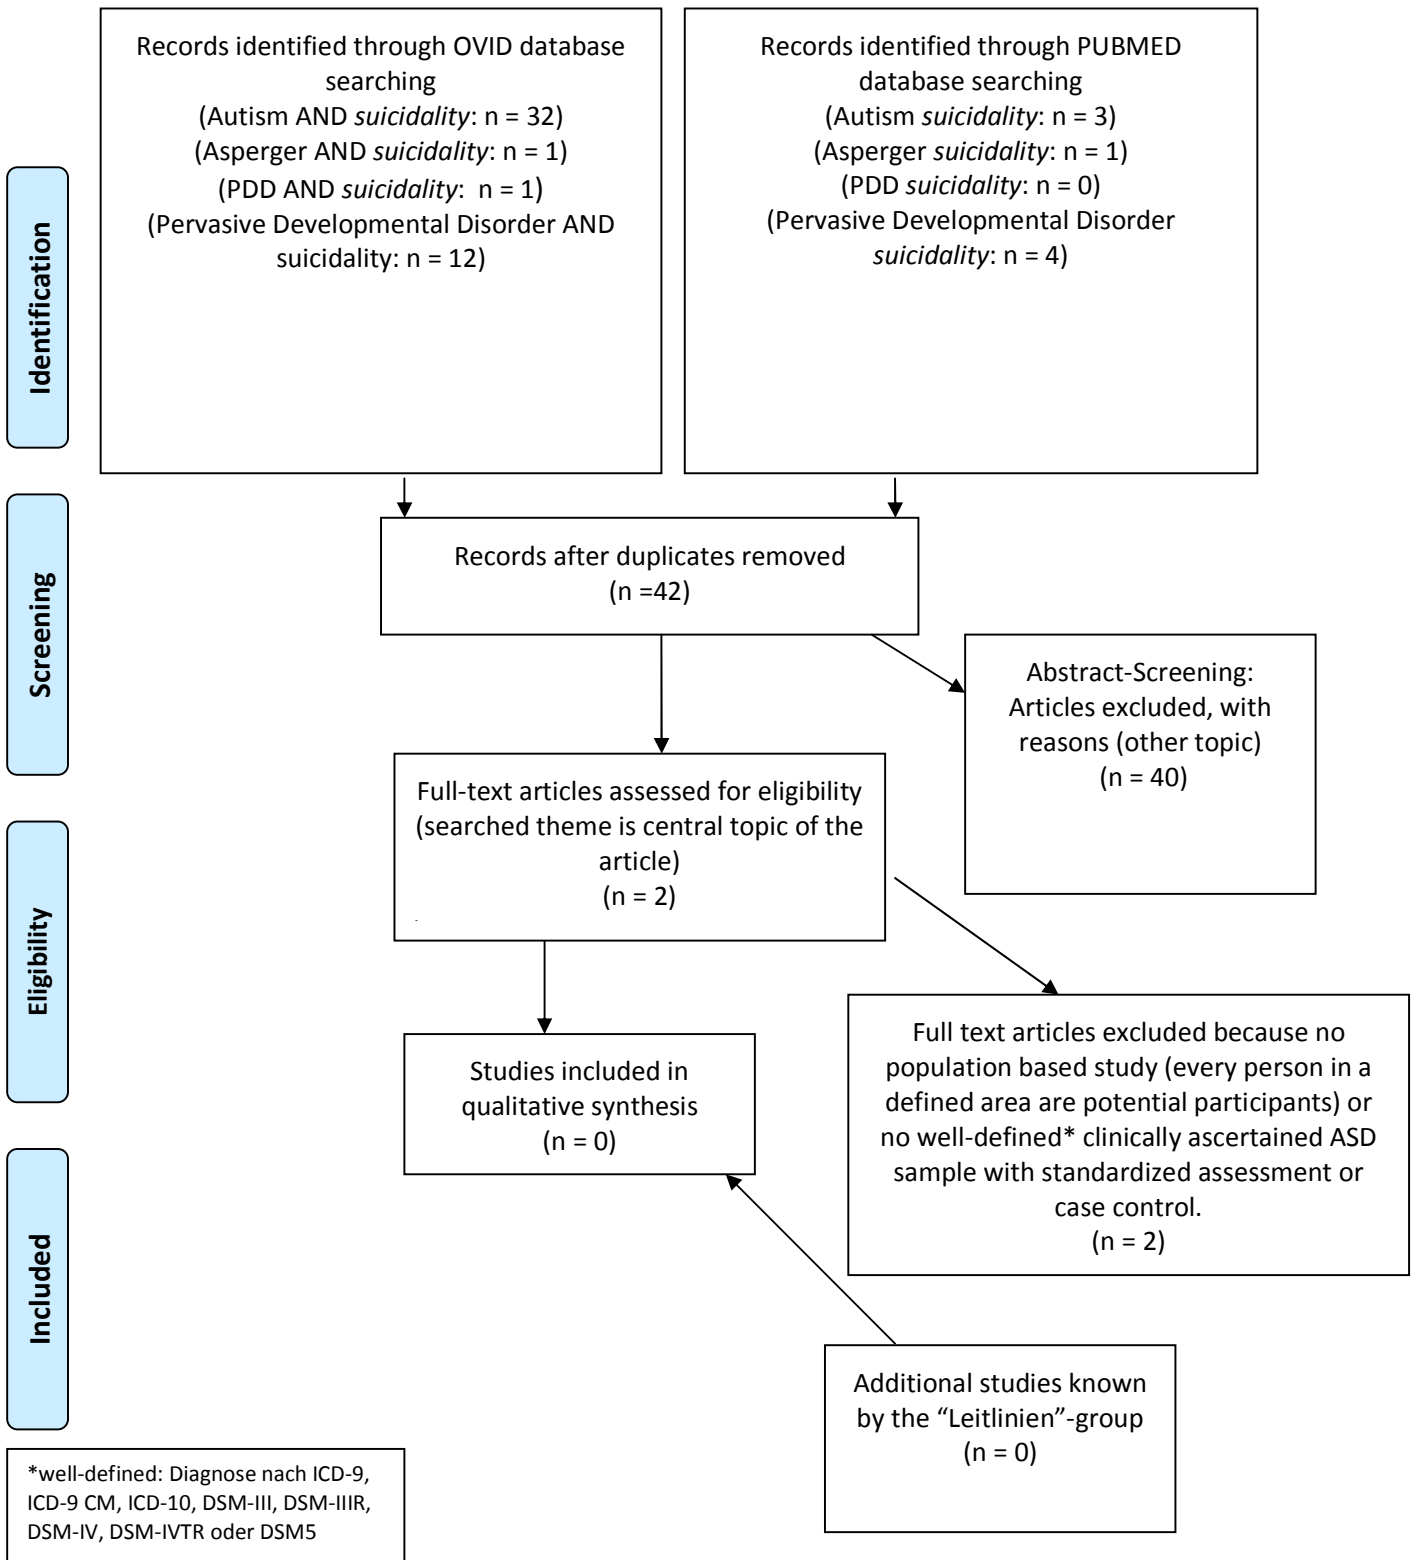 Records identified through OVID database
searching
(Autism AND suicidality: n = 32)
(Asperger AND suicidality: n = 1)
(PDD AND suicidality:  n = 1)
(Pervasive Developmental Disorder AND
suicidality: n = 12)
Records identified through PUBMED
database searching
(Autism suicidality: n = 3)
(Asperger suicidality: n = 1)
(PDD suicidality: n = 0)
(Pervasive Developmental Disorder
suicidality: n = 4)
Identification
Screening
Records after duplicates removed
(n =42)
Abstract-Screening:
Articles excluded, with
reasons (other topic)
(n = 40)
Full-text articles assessed for eligibility
(searched theme is central topic of the
article)
(n = 2)
Eligibility
Full text articles excluded because no
population based study (every person in a
defined area are potential participants) or
no well-defined* clinically ascertained ASD
sample with standardized assessment or
case control.
(n = 2)
Studies included in
qualitative synthesis
(n = 0)
Included
Additional studies known
by the “Leitlinien”-group
(n = 0)
*well-defined: Diagnose nach ICD-9,
ICD-9 CM, ICD-10, DSM-III, DSM-IIIR,
DSM-IV, DSM-IVTR oder DSM5